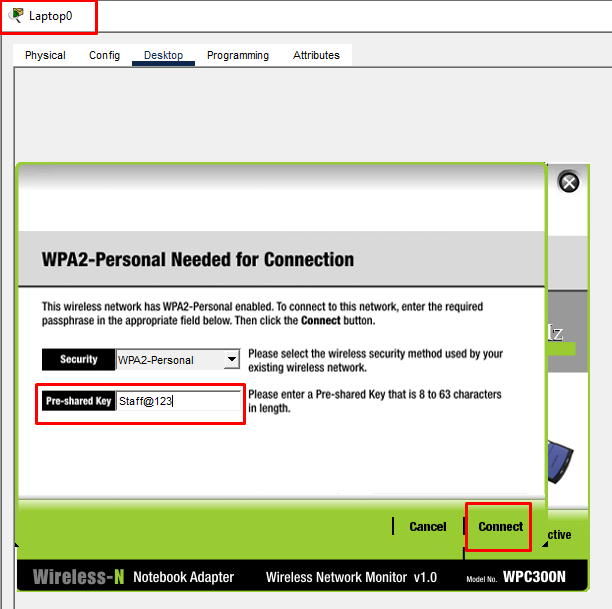 Laptop0
Physical Config Desktop Programming Attributes
WPA2-Personal Needed for Connection
This wireless network has WPA2-Personal enabled. To connect to this network, enter the required
passphrase in the appropriate field below. Then click the Connect button.
Security WPA2-Personal
Please select the wireless security method used by your
existing wireless network.
Pre-shared Key Staff@123
Please enter a Pre-shared Key that is 8 to 63 characters
in length.
Cancel Connect
Wireless-N Notebook Adapter Wireless Network Monitor v1.0 Model No. WPC300N